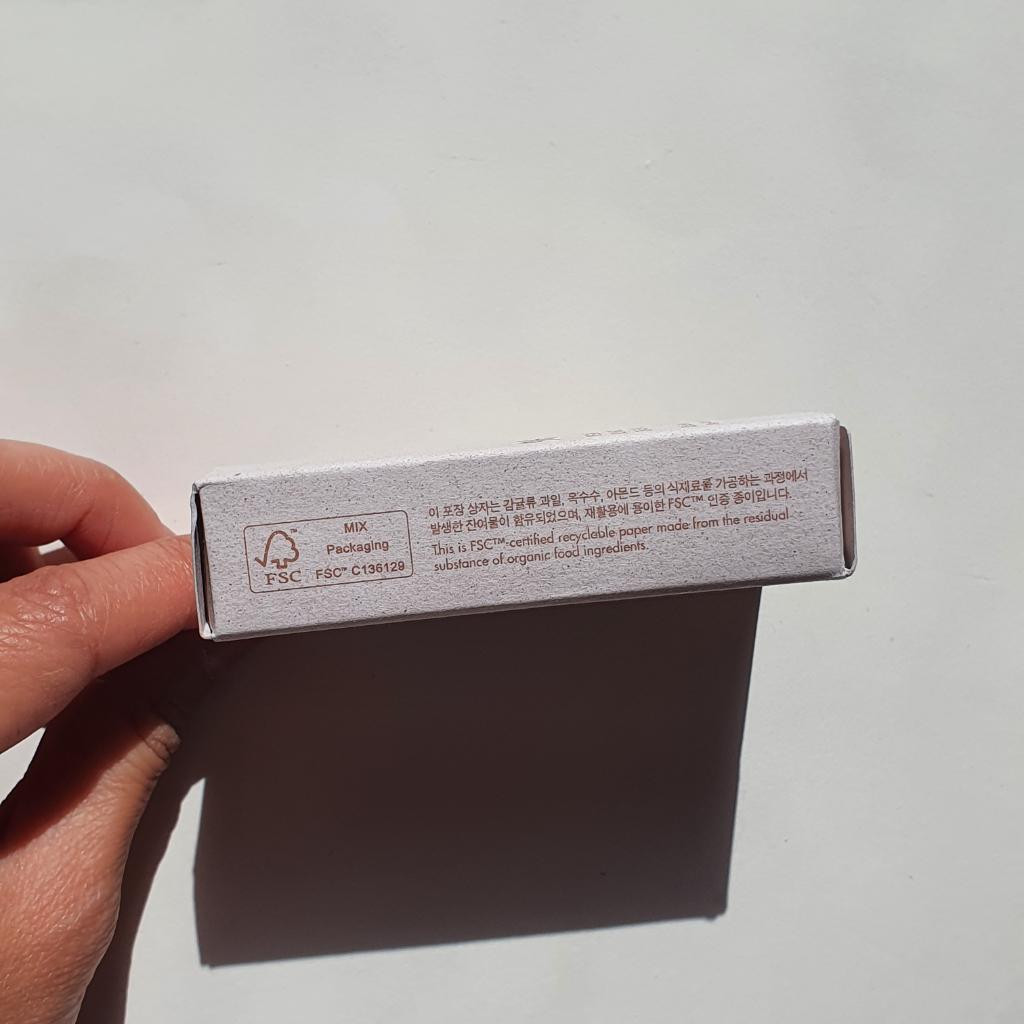 MIX
Packaging
FSC™ C136129
FSC
이 포장 상자는 감귤류 과일, 옥수수, 아몬드 등의 식재료를 가공하는 과정에서
발생한 잔여물이 함유되었으며, 재활용에 용이한 FSC™ 인증 종이입니다.
This is FSC™-certified recyclable paper made from the residual
substance of organic food ingredients.